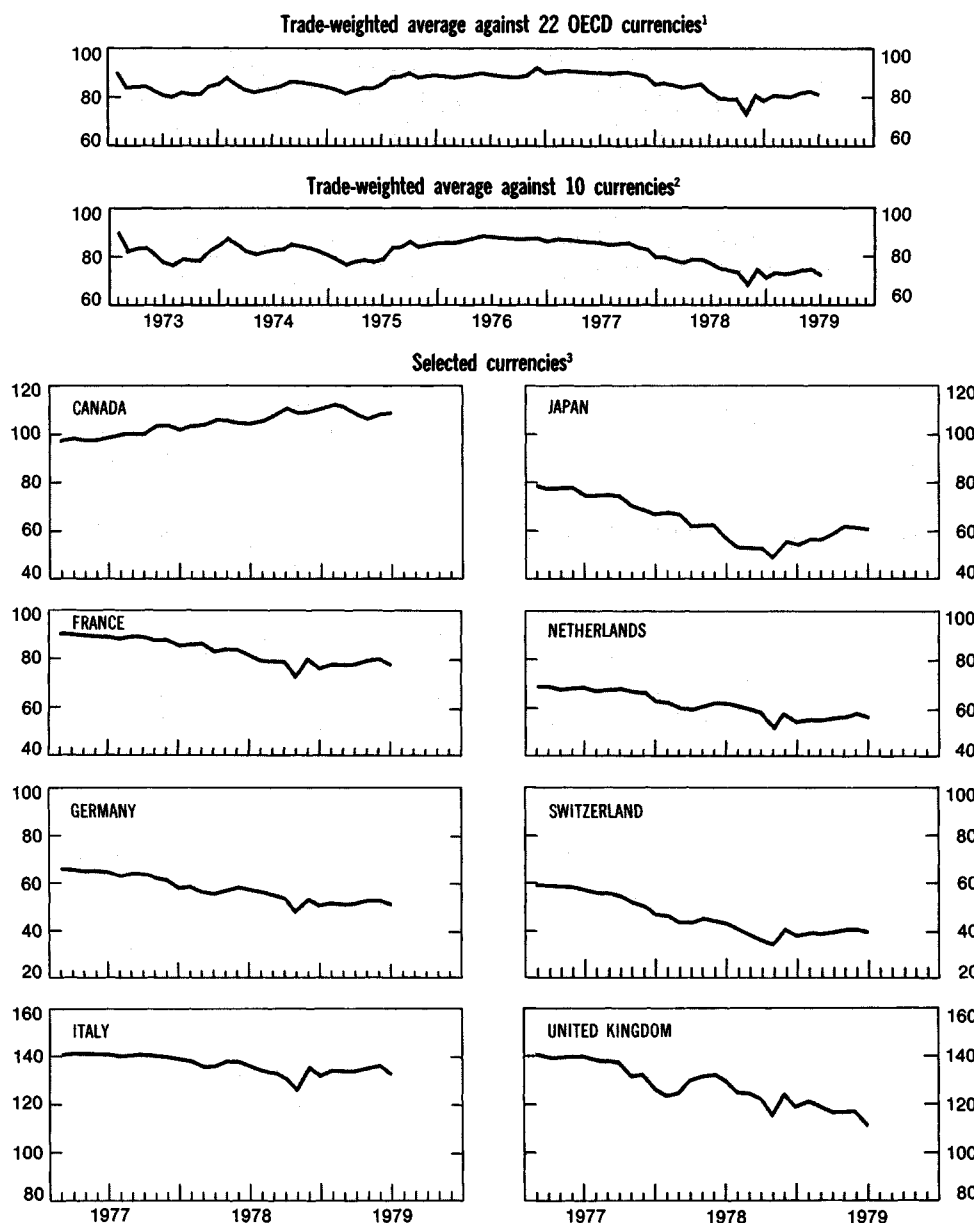 Trade-weighted average against 22 OECD currencies¹
100 100
80 80
60 60
Trade-weighted average against 10 currencies²
100 100
80 80
60 60
1973 1974 1975 1976 1977 1978 1979
Selected currencies³
120 CANADA JAPAN 120
100 100
80 80
60 60
40 40
100 FRANCE NETHERLANDS 100
80 80
60 60
40 40
100 GERMANY SWITZERLAND 100
80 80
60 60
40 40
20 20
160 ITALY UNITED KINGDOM 160
140 140
120 120
100 100
80 80
1977 1978 1979 1977 1978 1979